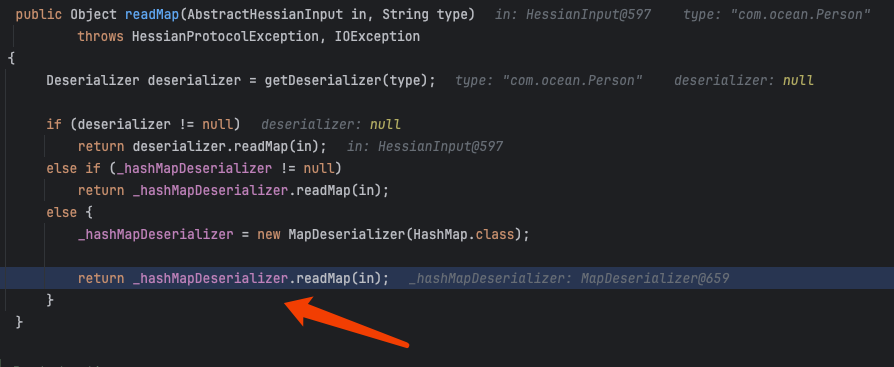 public Object readMap(AbstractHessianInput in, String type)   in: HessianInput@597    type: "com.ocean.Person"
        throws HessianProtocolException, IOException
{
    Deserializer deserializer = getDeserializer(type);   type: "com.ocean.Person"    deserializer: null
    if (deserializer != null)   deserializer: null
        return deserializer.readMap(in);   in: HessianInput@597
    else if (_hashMapDeserializer != null)
        return _hashMapDeserializer.readMap(in);
    else {
        _hashMapDeserializer = new MapDeserializer(HashMap.class);
        return _hashMapDeserializer.readMap(in);   _hashMapDeserializer: MapDeserializer@659
    }
}